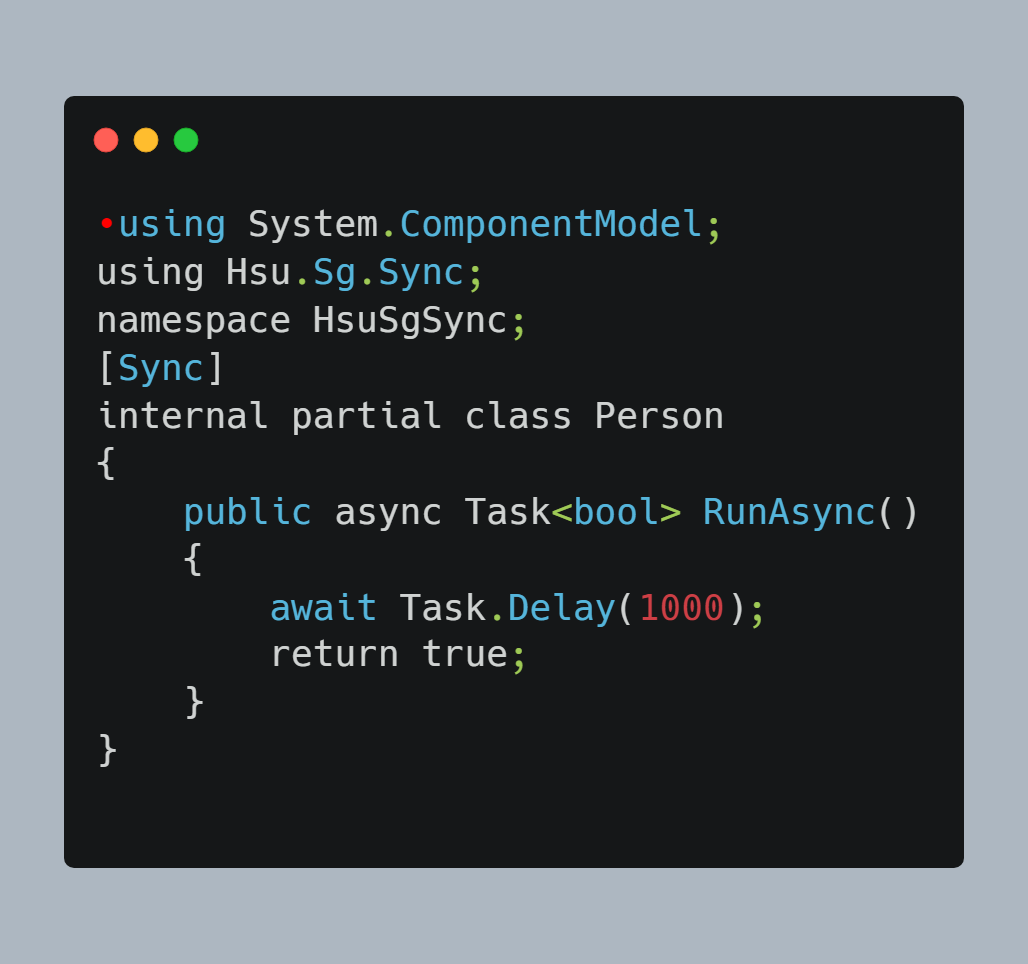 •using System.ComponentModel;
using Hsu.Sg.Sync;
namespace HsuSgSync;
[Sync]
internal partial class Person
{
    public async Task<bool> RunAsync()
    {
        await Task.Delay(1000);
        return true;
    }
}